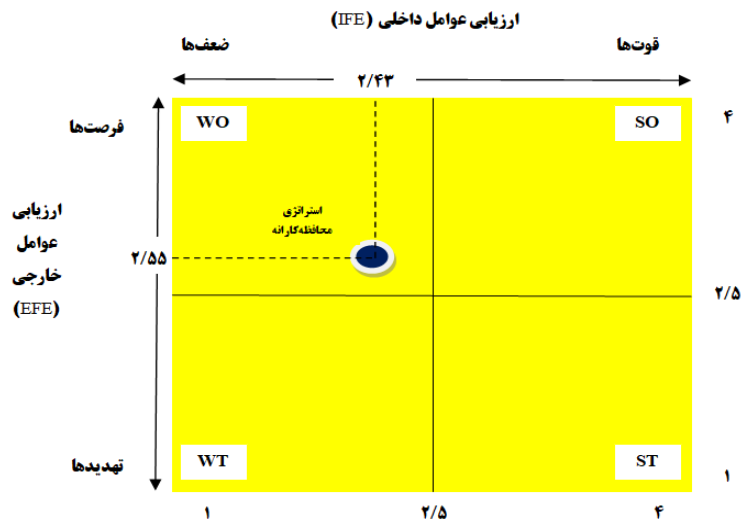 ارزیابی عوامل داخلی (IFE)
قوت‌ها
ضعف‌ها
۲/۴۳
فرصت‌ها
WO
SO
۴
استراتژی
محافظه‌کارانه
ارزیابی
عوامل
خارجی
(EFE)
۲/۵۵
۲/۵
تهدیدها
WT
ST
۱
۱
۲/۵
۴